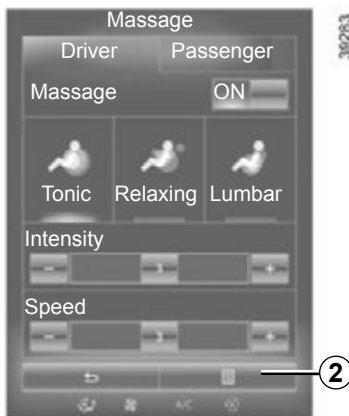 Massage
39283
Driver Passenger
Massage ON
Tonic Relaxing Lumbar
Intensity
- 3 +
Speed
- 3 +
2
A/C